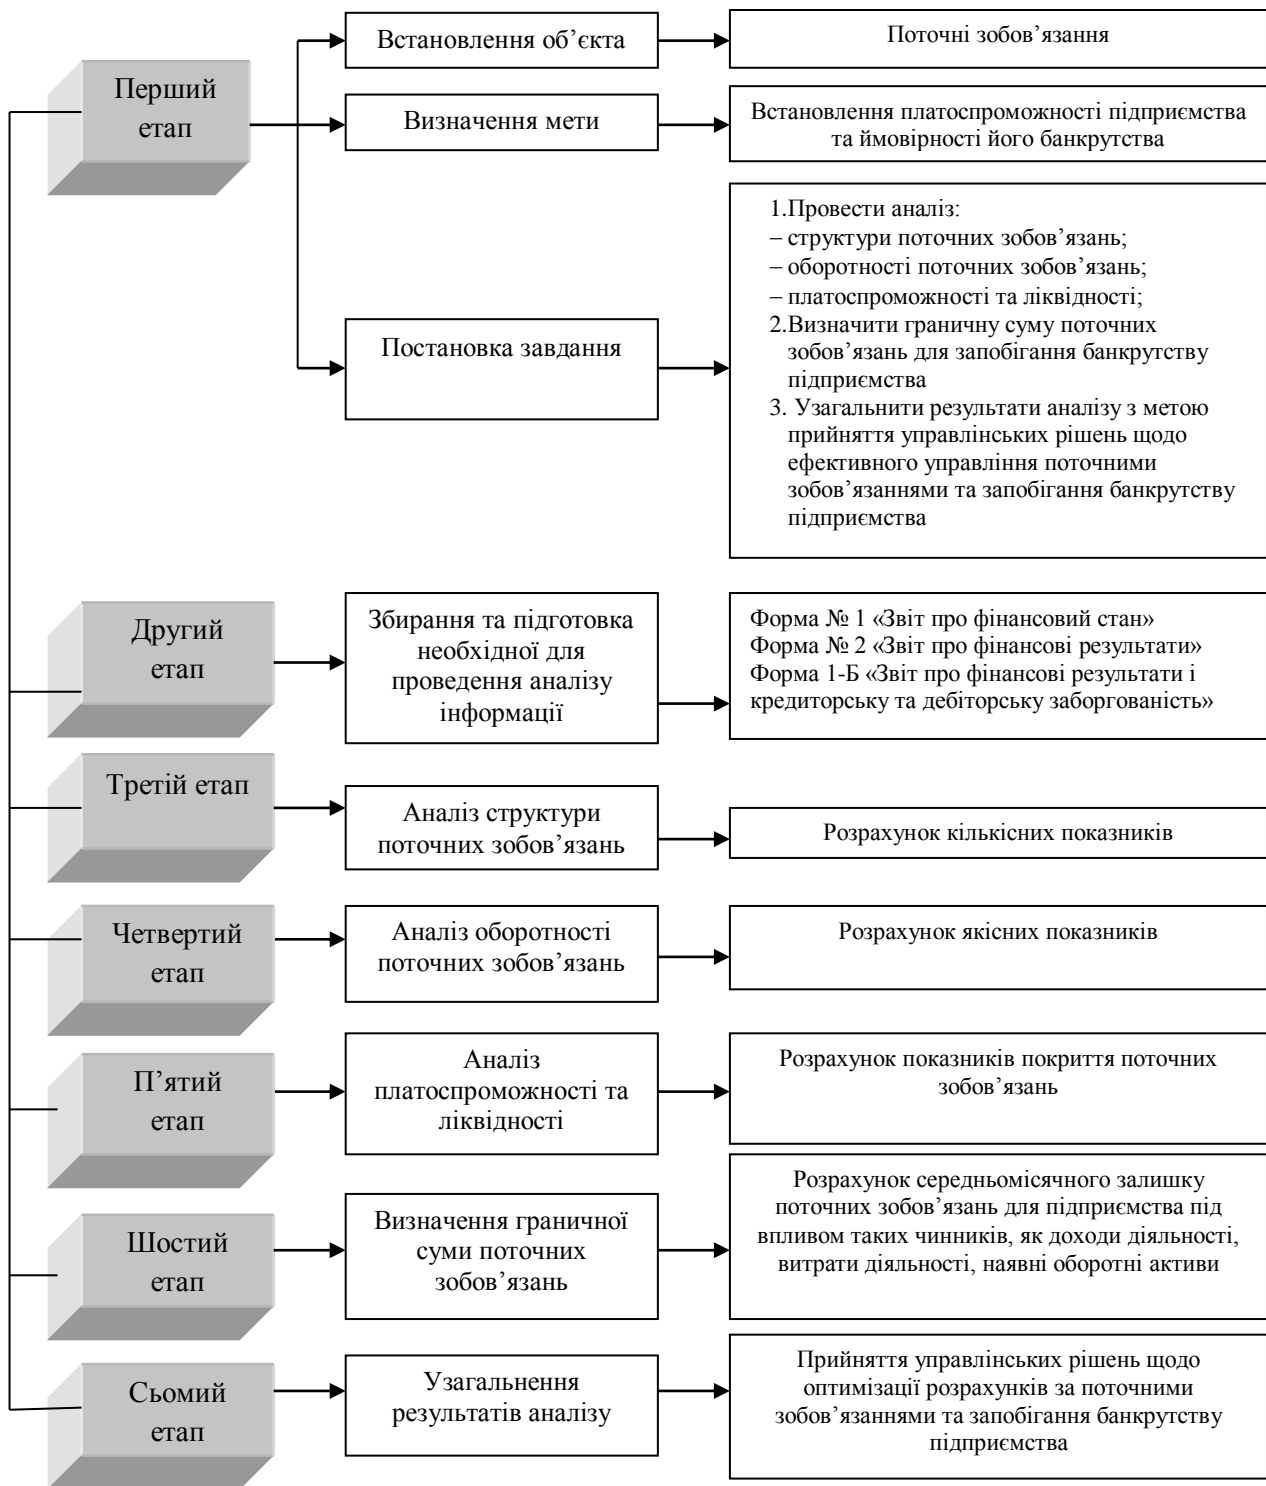 Перший
етап
Встановлення об’єкта
Поточні зобов’язання
Визначення мети
Встановлення платоспроможності підприємства
та ймовірності його банкрутства
Постановка завдання
1.Провести аналіз:
– структури поточних зобов’язань;
– оборотності поточних зобов’язань;
– платоспроможності та ліквідності;
2.Визначити граничну суму поточних
зобов’язань для запобігання банкрутству
підприємства
3. Узагальнити результати аналізу з метою
прийняття управлінських рішень щодо
ефективного управління поточними
зобов’язаннями та запобігання банкрутству
підприємства
Другий
етап
Збирання та підготовка
необхідної для
проведення аналізу
інформації
Форма № 1 «Звіт про фінансовий стан»
Форма № 2 «Звіт про фінансові результати»
Форма 1-Б «Звіт про фінансові результати і
кредиторську та дебіторську заборгованість»
Третій етап
Аналіз структури
поточних зобов’язань
Розрахунок кількісних показників
Четвертий
етап
Аналіз оборотності
поточних зобов’язань
Розрахунок якісних показників
П’ятий
етап
Аналіз
платоспроможності та
ліквідності
Розрахунок показників покриття поточних
зобов’язань
Шостий
етап
Визначення граничної
суми поточних
зобов’язань
Розрахунок середньомісячного залишку
поточних зобов’язань для підприємства під
впливом таких чинників, як доходи діяльності,
витрати діяльності, наявні оборотні активи
Сьомий
етап
Узагальнення
результатів аналізу
Прийняття управлінських рішень щодо
оптимізації розрахунків за поточними
зобов’язаннями та запобігання банкрутству
підприємства